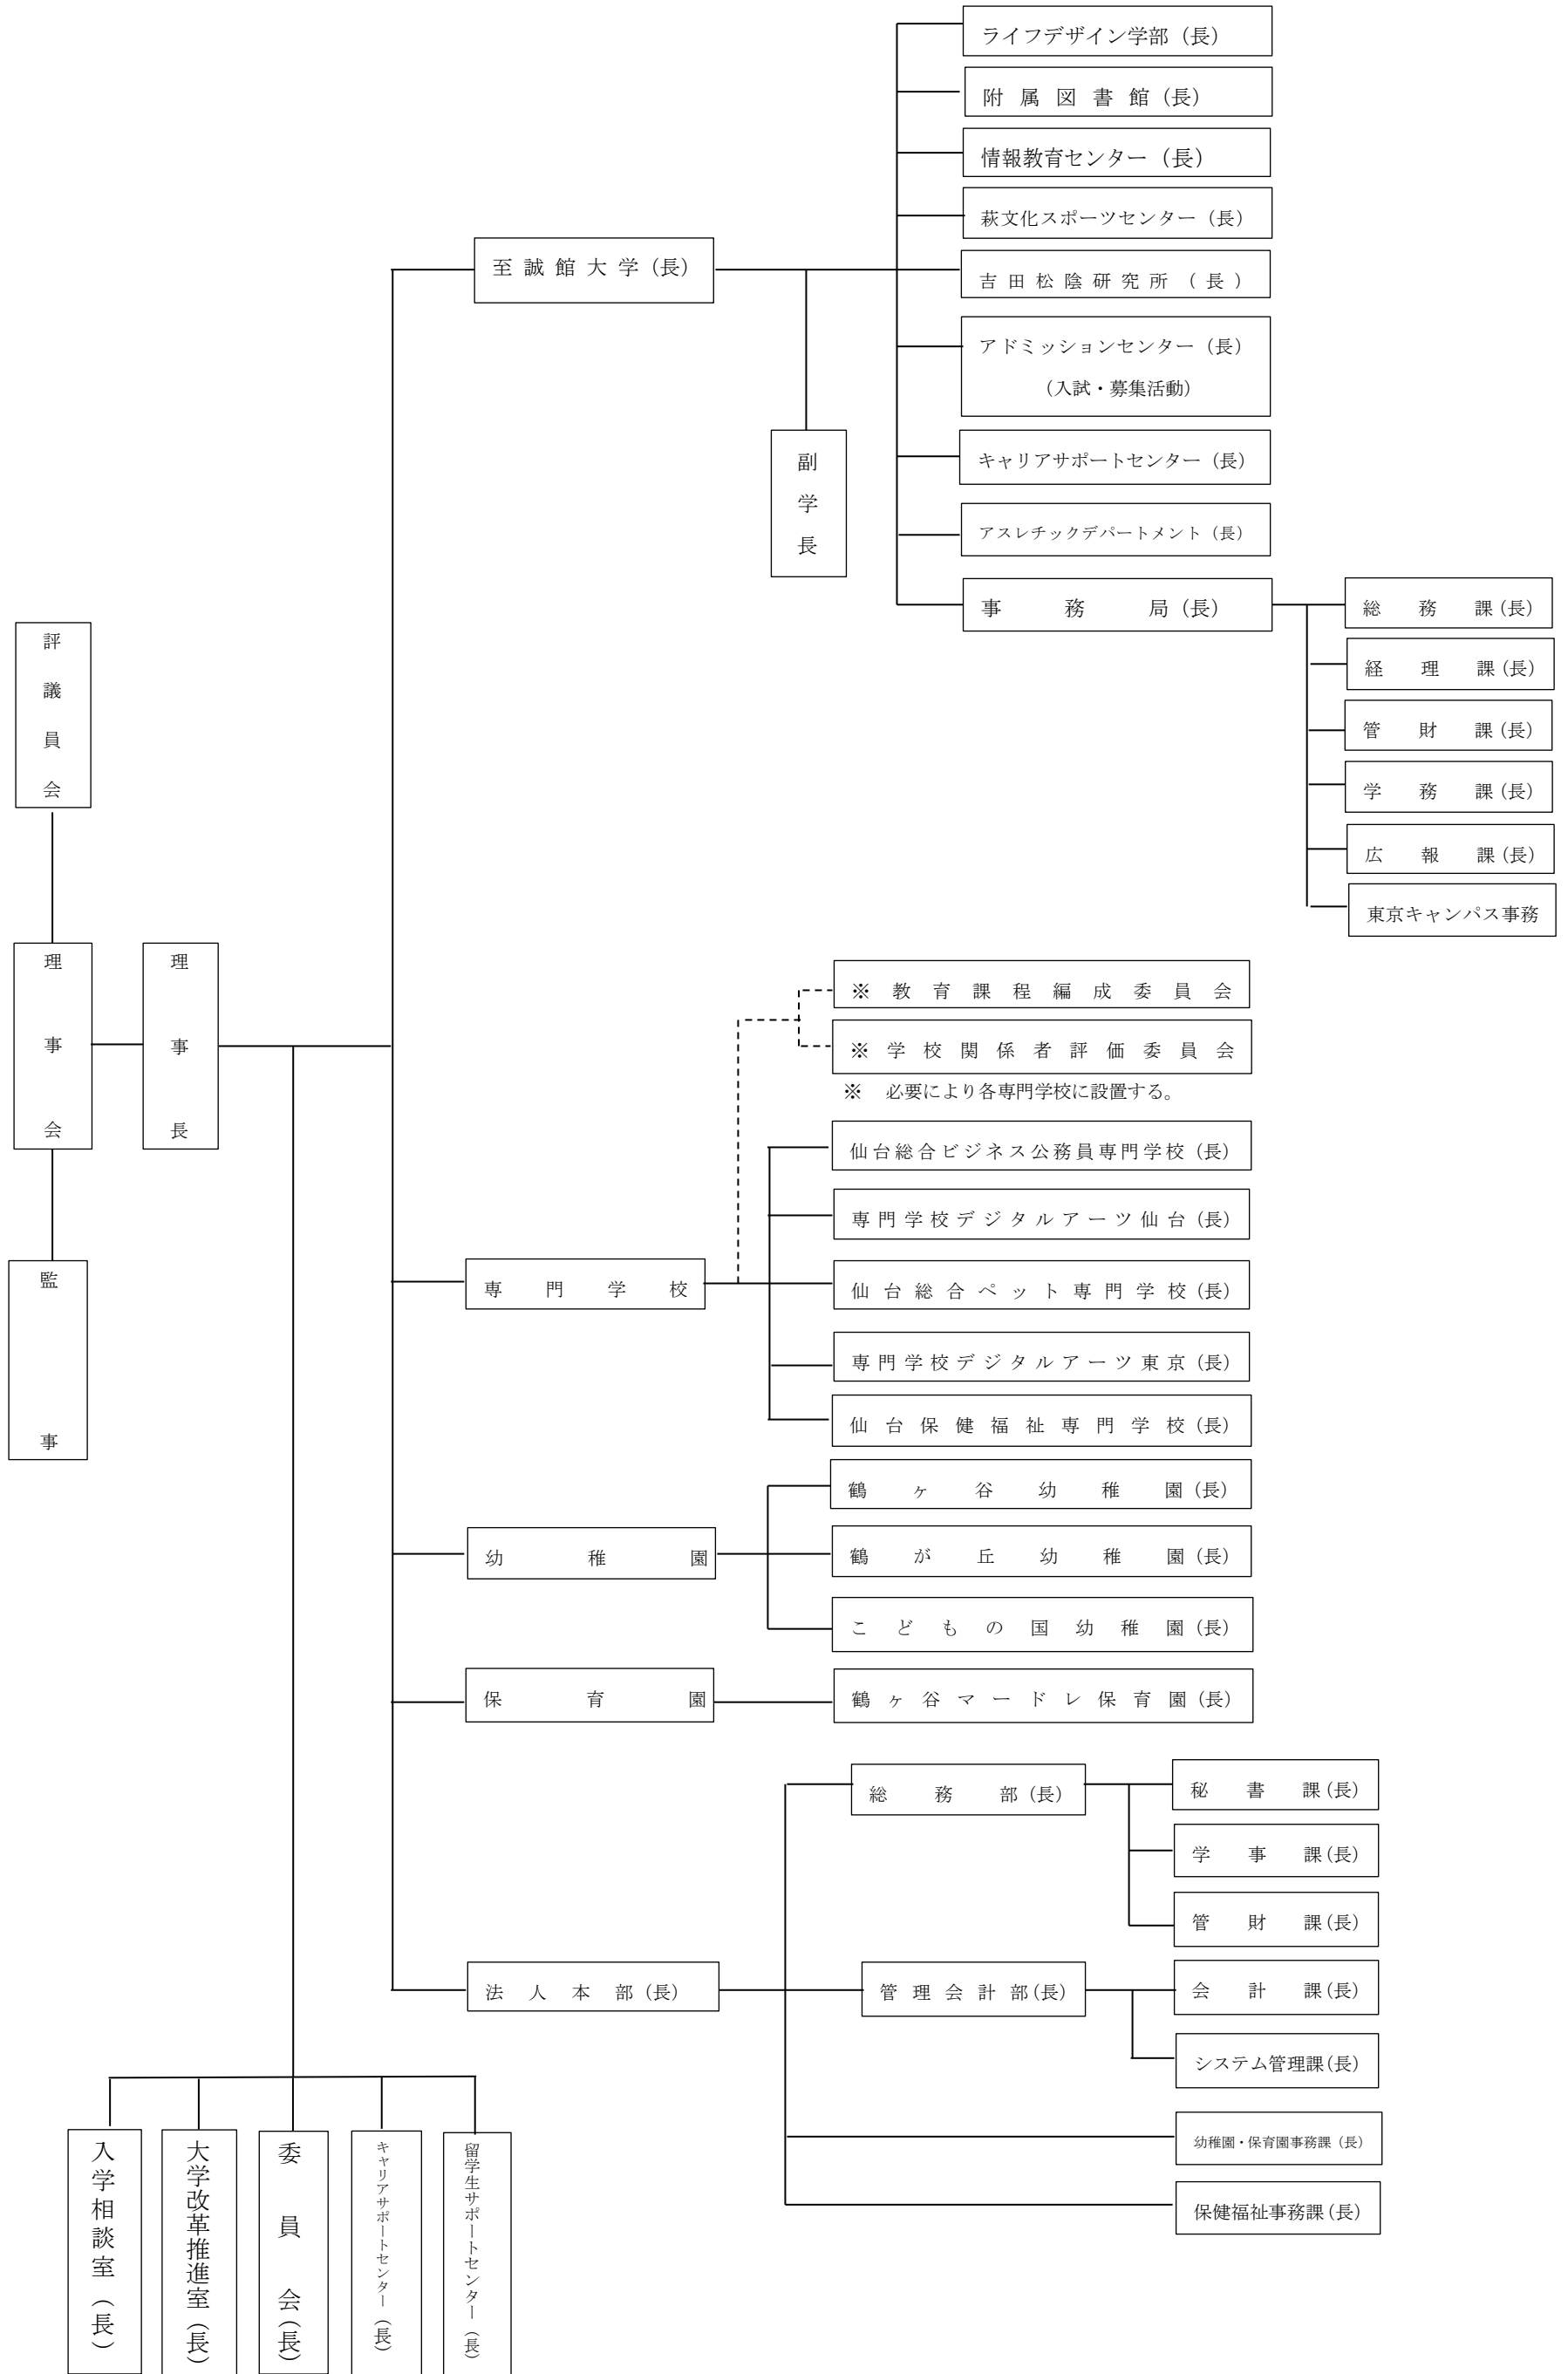 ライフデザイン学部（長）
附属図書館（長）
情報教育センター（長）
萩文化スポーツセンター（長）
至誠館大学（長）
吉田松陰研究所（長）
アドミッションセンター（長）
（入試・募集活動）
副学長
キャリアサポートセンター（長）
アスレチックデパートメント（長）
事務局（長）
総務課（長）
経理課（長）
管財課（長）
学務課（長）
広報課（長）
東京キャンパス事務
評議員会
理事会
理事長
監事
※教育課程編成委員会
※学校関係者評価委員会
※　必要により各専門学校に設置する。
専門学校
仙台総合ビジネス公務員専門学校（長）
専門学校デジタルアーツ仙台（長）
仙台総合ペット専門学校（長）
専門学校デジタルアーツ東京（長）
仙台保健福祉専門学校（長）
幼稚園
鶴ヶ谷幼稚園（長）
鶴が丘幼稚園（長）
こどもの国幼稚園（長）
保育園
鶴ヶ谷マードレ保育園（長）
法人本部（長）
総務部（長）
秘書課（長）
学事課（長）
管財課（長）
管理会計部（長）
会計課（長）
システム管理課（長）
幼稚園・保育園事務課（長）
保健福祉事務課（長）
入学相談室（長）
大学改革推進室（長）
委員会（長）
キャリアサポートセンター（長）
留学生サポートセンター（長）